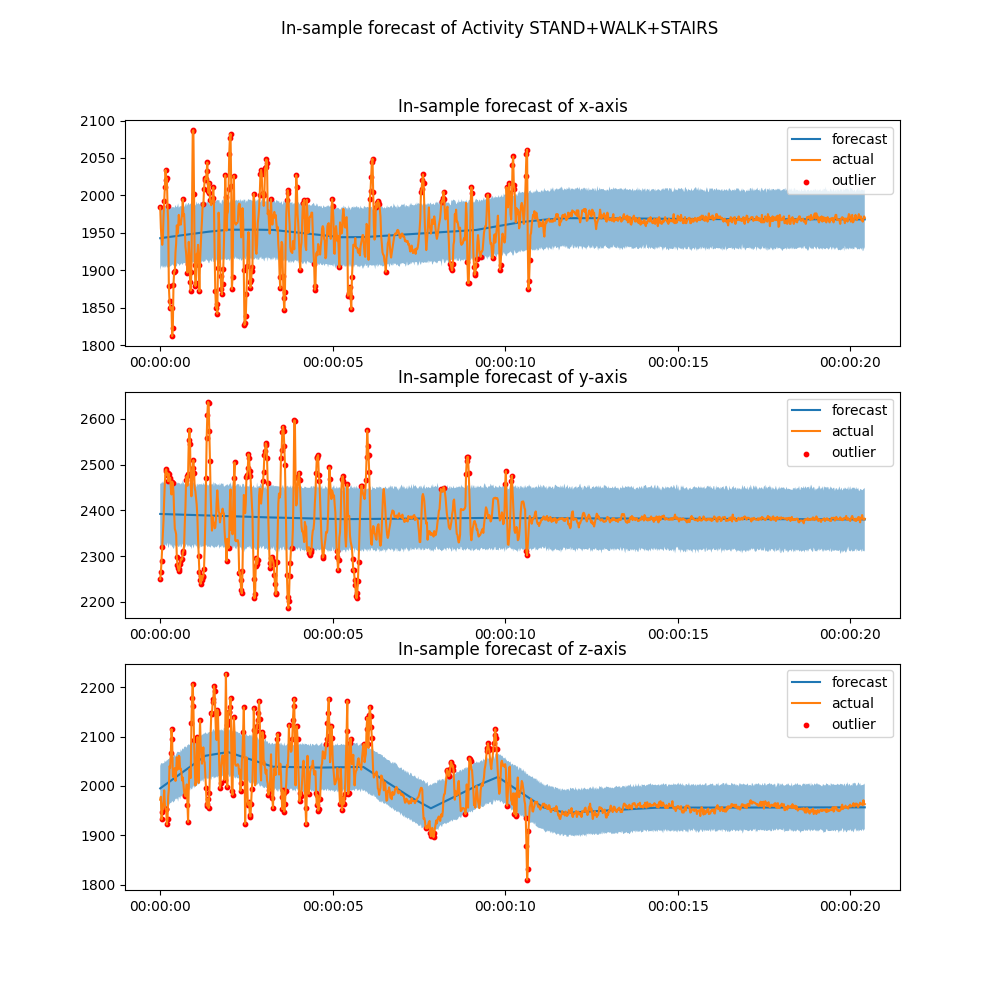 In-sample forecast of Activity STAND+WALK+STAIRS
In-sample forecast of x-axis
2100
2050
2000
1950
1900
1850
1800
forecast
actual
outlier
00:00:00 00:00:05 00:00:10 00:00:15 00:00:20
In-sample forecast of y-axis
2600
2500
2400
2300
2200
forecast
actual
outlier
00:00:00 00:00:05 00:00:10 00:00:15 00:00:20
In-sample forecast of z-axis
2200
2100
2000
1900
1800
forecast
actual
outlier
00:00:00 00:00:05 00:00:10 00:00:15 00:00:20